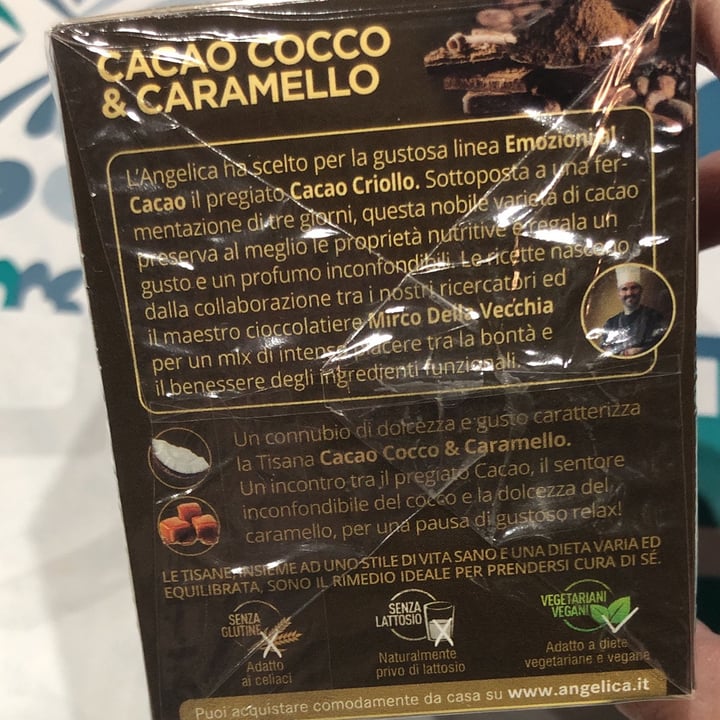 CACAO COCCO
& CARAMELLO
L'Angelica ha scelto per la gustosa linea Emozioni al
Cacao il pregiato Cacao Criollo. Sottoposta a una fer-
mentazione di tre giorni, questa nobile varietà di cacao
preserva al meglio le proprietà nutritive e regala un
gusto e un profumo inconfondibili. Le ricette nascono
dalla collaborazione tra i nostri ricercatori ed
il maestro cioccolatiere Mirco Della Vecchia
per un mix di intenso piacere tra la bontà e
il benessere degli ingredienti funzionali.
Un connubio di dolcezza e gusto caratterizza
la Tisana Cacao Cocco & Caramello.
Un incontro tra il pregiato Cacao, il sentore
inconfondibile del cocco e la dolcezza del
caramello, per una pausa di gustoso relax!
LE TISANE, INSIEME AD UNO STILE DI VITA SANO E UNA DIETA VARIA ED
EQUILIBRATA, SONO IL RIMEDIO IDEALE PER PRENDERSI CURA DI SÉ.
SENZA
GLUTINE
Adatto
ai celiaci
SENZA
LATTOSIO
Naturalmente
privo di lattosio
VEGETARIANI
VEGANI
Adatto a diete
vegetariane e vegane
Puoi acquistare comodamente da casa su www.angelica.it